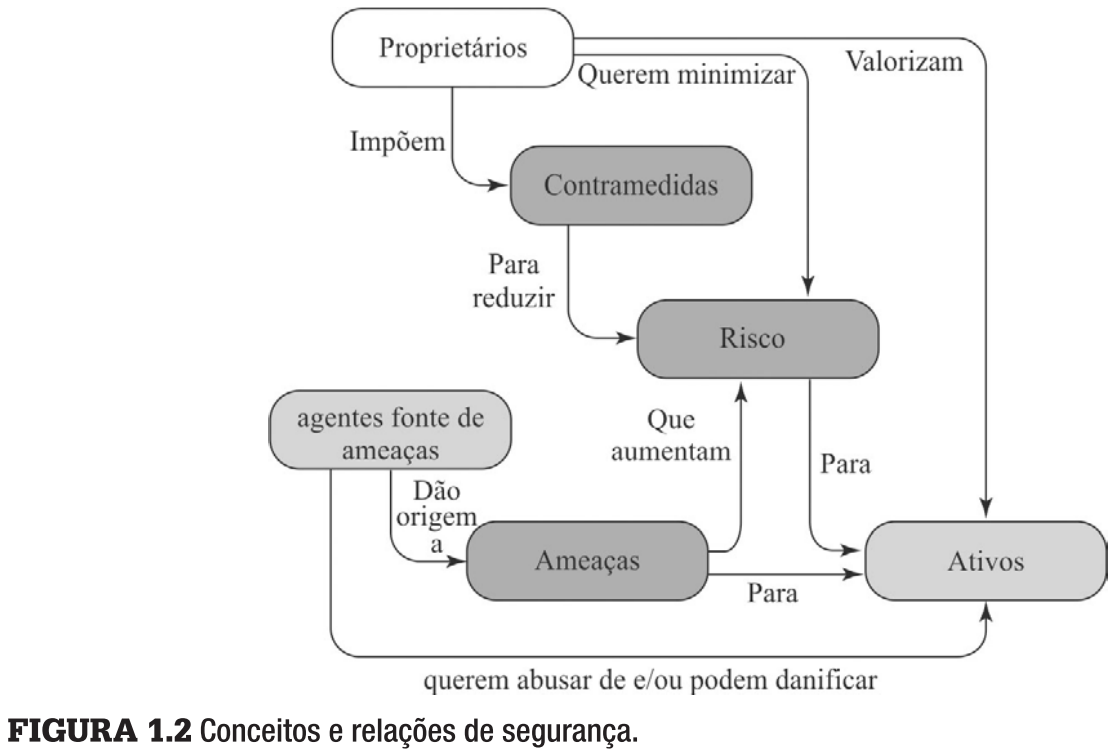 Proprietários
Valorizam
Querem minimizar
Impõem
Contramedidas
Para
reduzir
Risco
agentes fonte de
ameaças
Que
aumentam
Para
Dão
origem
a
Ameaças
Ativos
Para
querem abusar de e/ou podem danificar
FIGURA 1.2 Conceitos e relações de segurança.